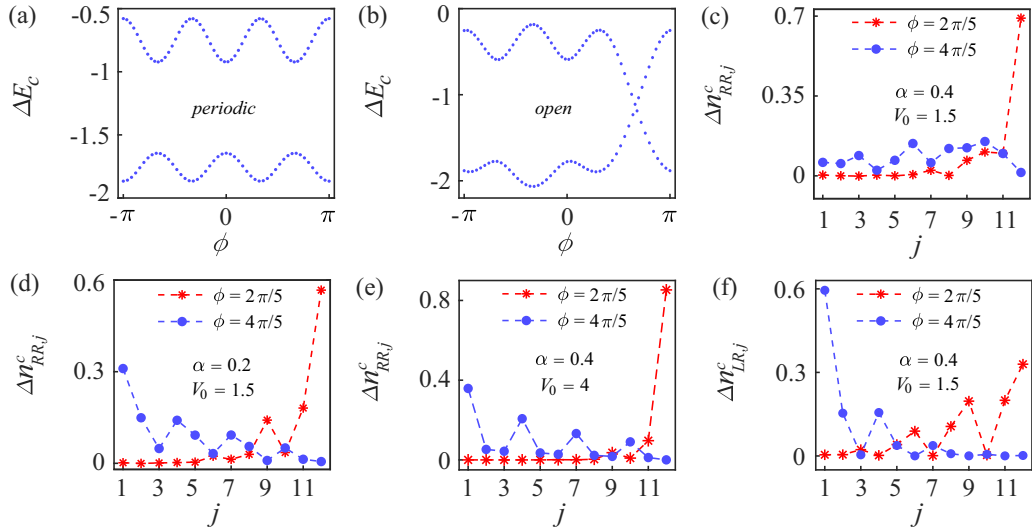 (a)
-0.5
-1
-1.5
-2
ΔE_c
periodic
-π 0 π
ϕ
(b)
0
-1
-2
ΔE_c
open
-π 0 π
ϕ
(c)
0.7
0.35
0
Δn^c_{RR,j}
ϕ = 2π/5
ϕ = 4π/5
α = 0.4
V_0 = 1.5
1 3 5 7 9 11
j
(d)
0.6
0.3
0
Δn^c_{RR,j}
ϕ = 2π/5
ϕ = 4π/5
α = 0.2
V_0 = 1.5
1 3 5 7 9 11
j
(e)
0.8
0.4
0
Δn^c_{RR,j}
ϕ = 2π/5
ϕ = 4π/5
α = 0.4
V_0 = 4
1 3 5 7 9 11
j
(f)
0.6
0.3
0
Δn^c_{LR,j}
ϕ = 2π/5
ϕ = 4π/5
α = 0.4
V_0 = 1.5
1 3 5 7 9 11
j